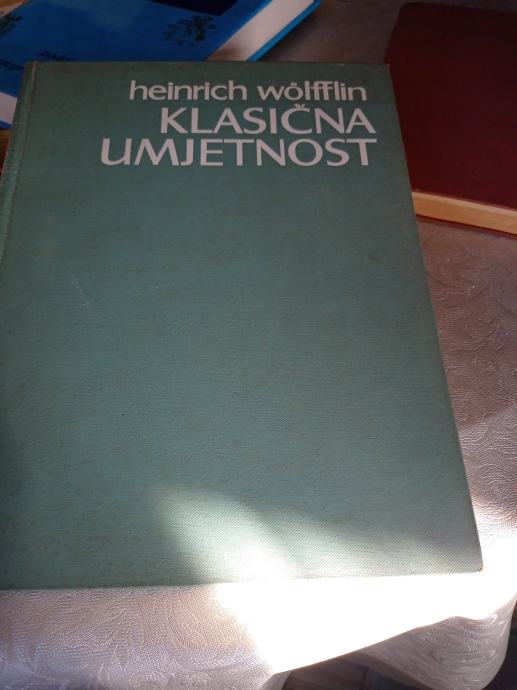 heinrich wölfflin
KLASIČNA
UMJETNOST